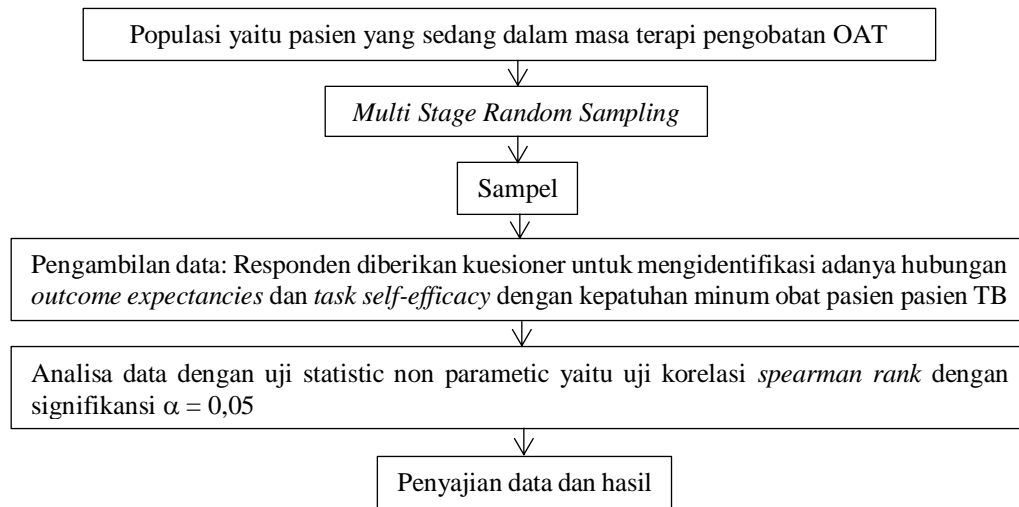 Populasi yaitu pasien yang sedang dalam masa terapi pengobatan OAT
Multi Stage Random Sampling
Sampel
Pengambilan data: Responden diberikan kuesioner untuk mengidentifikasi adanya hubungan
outcome expectancies dan task self-efficacy dengan kepatuhan minum obat pasien pasien TB
Analisa data dengan uji statistic non parametic yaitu uji korelasi spearman rank dengan
signifikansi α = 0,05
Penyajian data dan hasil